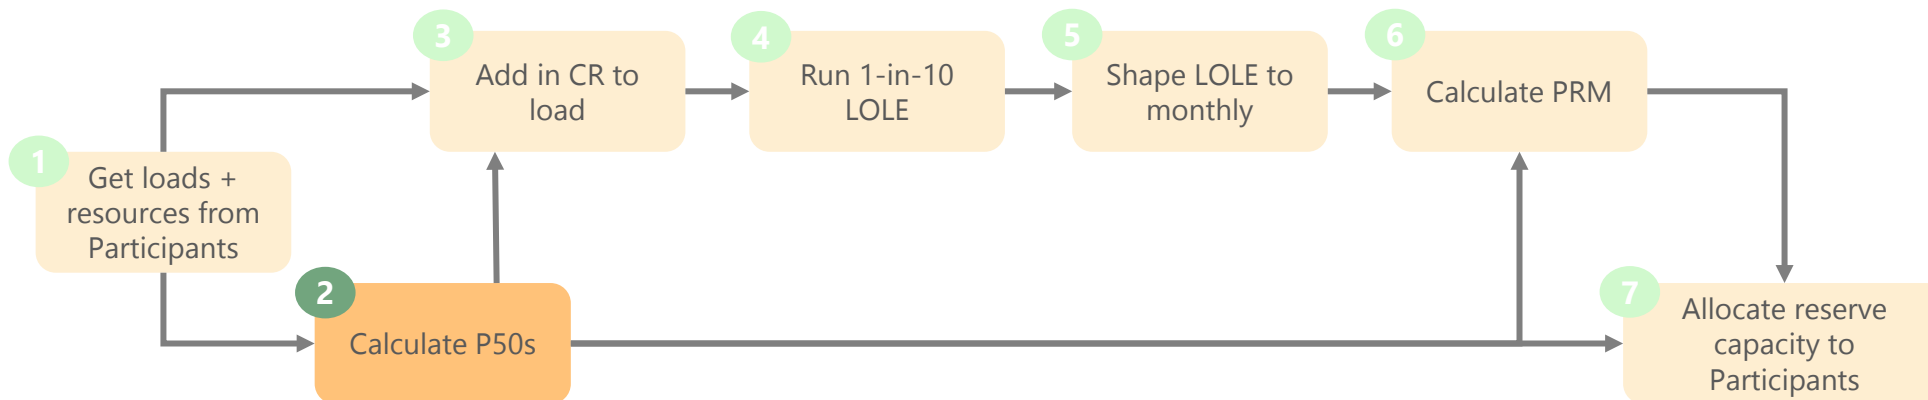 1
Get loads +
resources from
Participants
2
Calculate P50s
3
Add in CR to
load
4
Run 1-in-10
LOLE
5
Shape LOLE to
monthly
6
Calculate PRM
7
Allocate reserve
capacity to
Participants